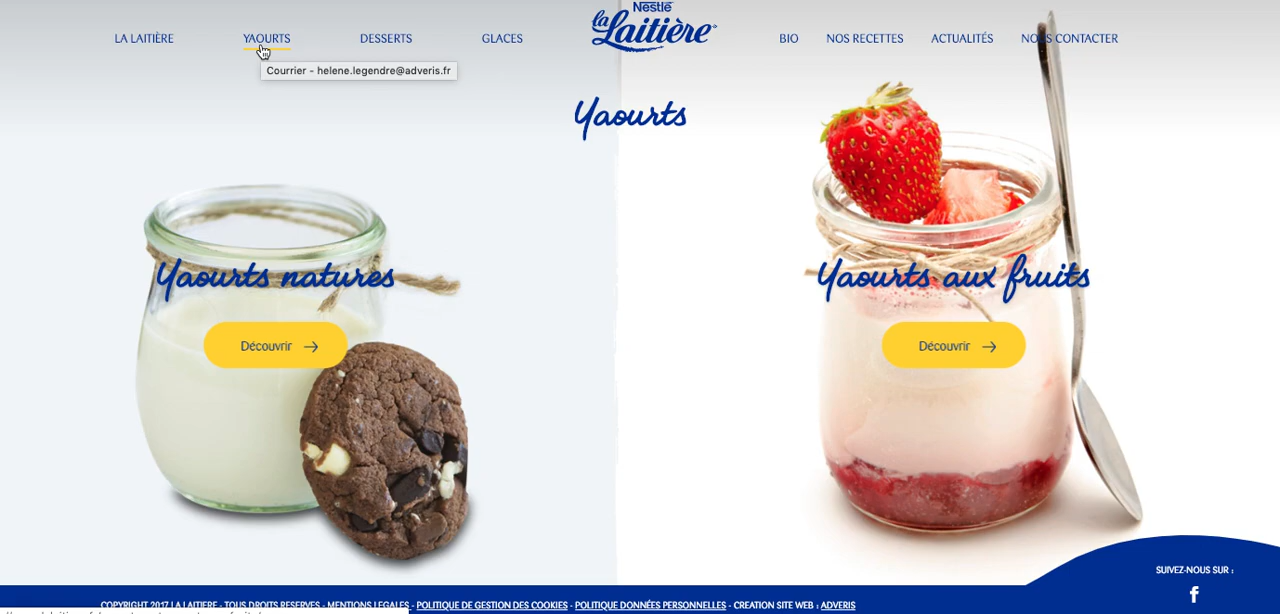 Nestlé
la Laitière
LA LAITIÈRE YAOURTS DESSERTS GLACES BIO NOS RECETTES ACTUALITÉS NOUS CONTACTER
Courrier - helene.legendre@adveris.fr
Yaourts
Yaourts natures
Yaourts aux fruits
Découvrir →
Découvrir →
SUIVEZ-NOUS SUR :
f
COPYRIGHT 2017 LA LAITIERE - TOUS DROITS RESERVES - MENTIONS LEGALES - POLITIQUE DE GESTION DES COOKIES - POLITIQUE DONNÉES PERSONNELLES - CREATION SITE WEB : ADVERIS